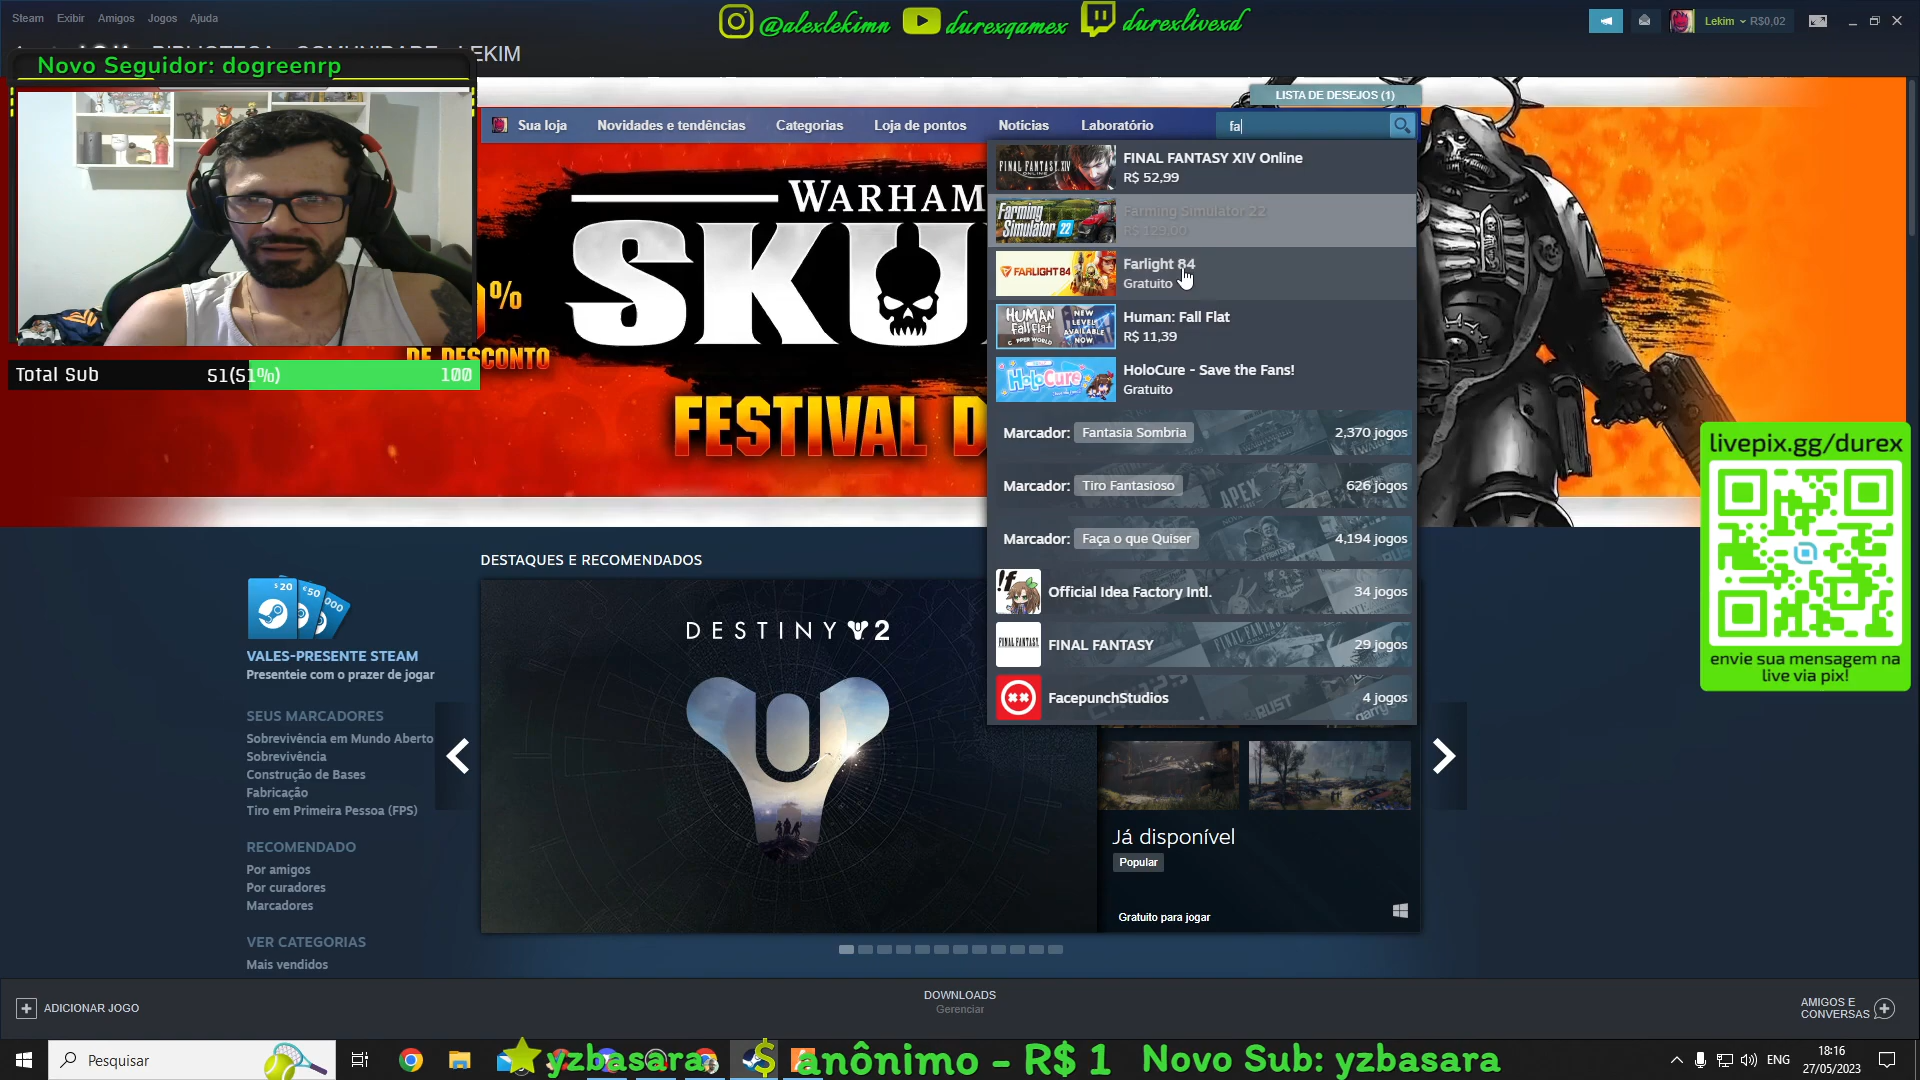 Steam Exibir Amigos Jogos Ajuda
@alexlekimn durexgamex durexlivexd
Lekim R$0,02
LEKIM
Novo Seguidor: dogreenrp
LISTA DE DESEJOS (1)
Sua loja Novidades e tendências Categorias Loja de pontos Notícias Laboratório
fa
FINAL FANTASY XIV Online
R$ 52,99
Farming Simulator 22
R$ 129,00
Farlight 84
Gratuito
Human: Fall Flat
R$ 11,39
HoloCure - Save the Fans!
Gratuito
Marcador: Fantasia Sombria 2,370 jogos
Marcador: Tiro Fantasioso 626 jogos
Marcador: Faça o que Quiser 4,194 jogos
Official Idea Factory Intl. 34 jogos
FINAL FANTASY 29 jogos
FacepunchStudios 4 jogos
WARHAM
SKU
%
DE DESCONTO
FESTIVAL D
Total Sub 51(51%) 100
livepix.gg/durex
envie sua mensagem na
live via pix!
DESTAQUES E RECOMENDADOS
DESTINY 2
VALES-PRESENTE STEAM
Presenteie com o prazer de jogar
SEUS MARCADORES
Sobrevivência em Mundo Aberto
Sobrevivência
Construção de Bases
Fabricação
Tiro em Primeira Pessoa (FPS)
RECOMENDADO
Por amigos
Por curadores
Marcadores
VER CATEGORIAS
Mais vendidos
Já disponível
Popular
Gratuito para jogar
ADICIONAR JOGO
DOWNLOADS
Gerenciar
AMIGOS E
CONVERSAS
Pesquisar
yzbasara anônimo - R$ 1 Novo Sub: yzbasara
ENG
18:16
27/05/2023